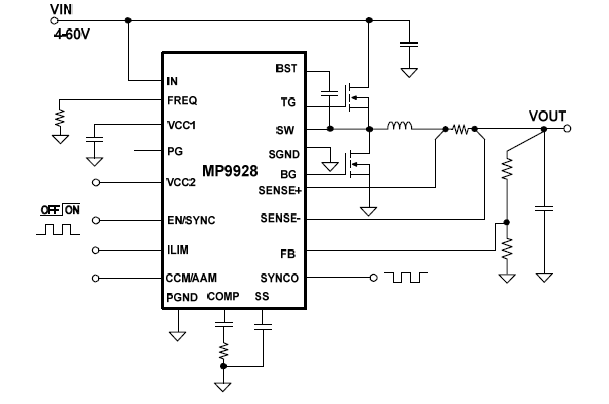 VIN
4-60V
BST
IN
FREQ
TG
VCC1
VOUT
SW
PG
SGND
MP9928
BG
VCC2
SENSE+
OFF ON
EN/SYNC
SENSE-
ILIM
FB
CCM/AAM
SYNCO
PGND COMP SS